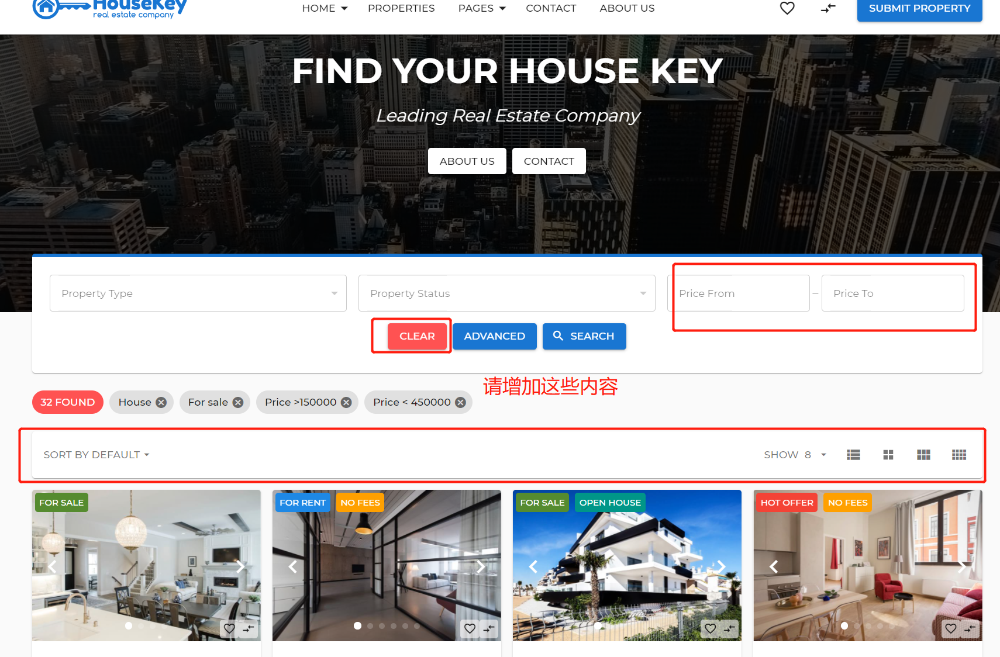 HouseKey
real estate company
HOME
PROPERTIES
PAGES
CONTACT
ABOUT US
SUBMIT PROPERTY
FIND YOUR HOUSE KEY
Leading Real Estate Company
ABOUT US
CONTACT
Property Type
Property Status
Price From
–
Price To
CLEAR
ADVANCED
SEARCH
请增加这些内容
32 FOUND
House
For sale
Price >150000
Price < 450000
SORT BY DEFAULT
SHOW 8
FOR SALE
FOR RENT
NO FEES
FOR SALE
OPEN HOUSE
HOT OFFER
NO FEES